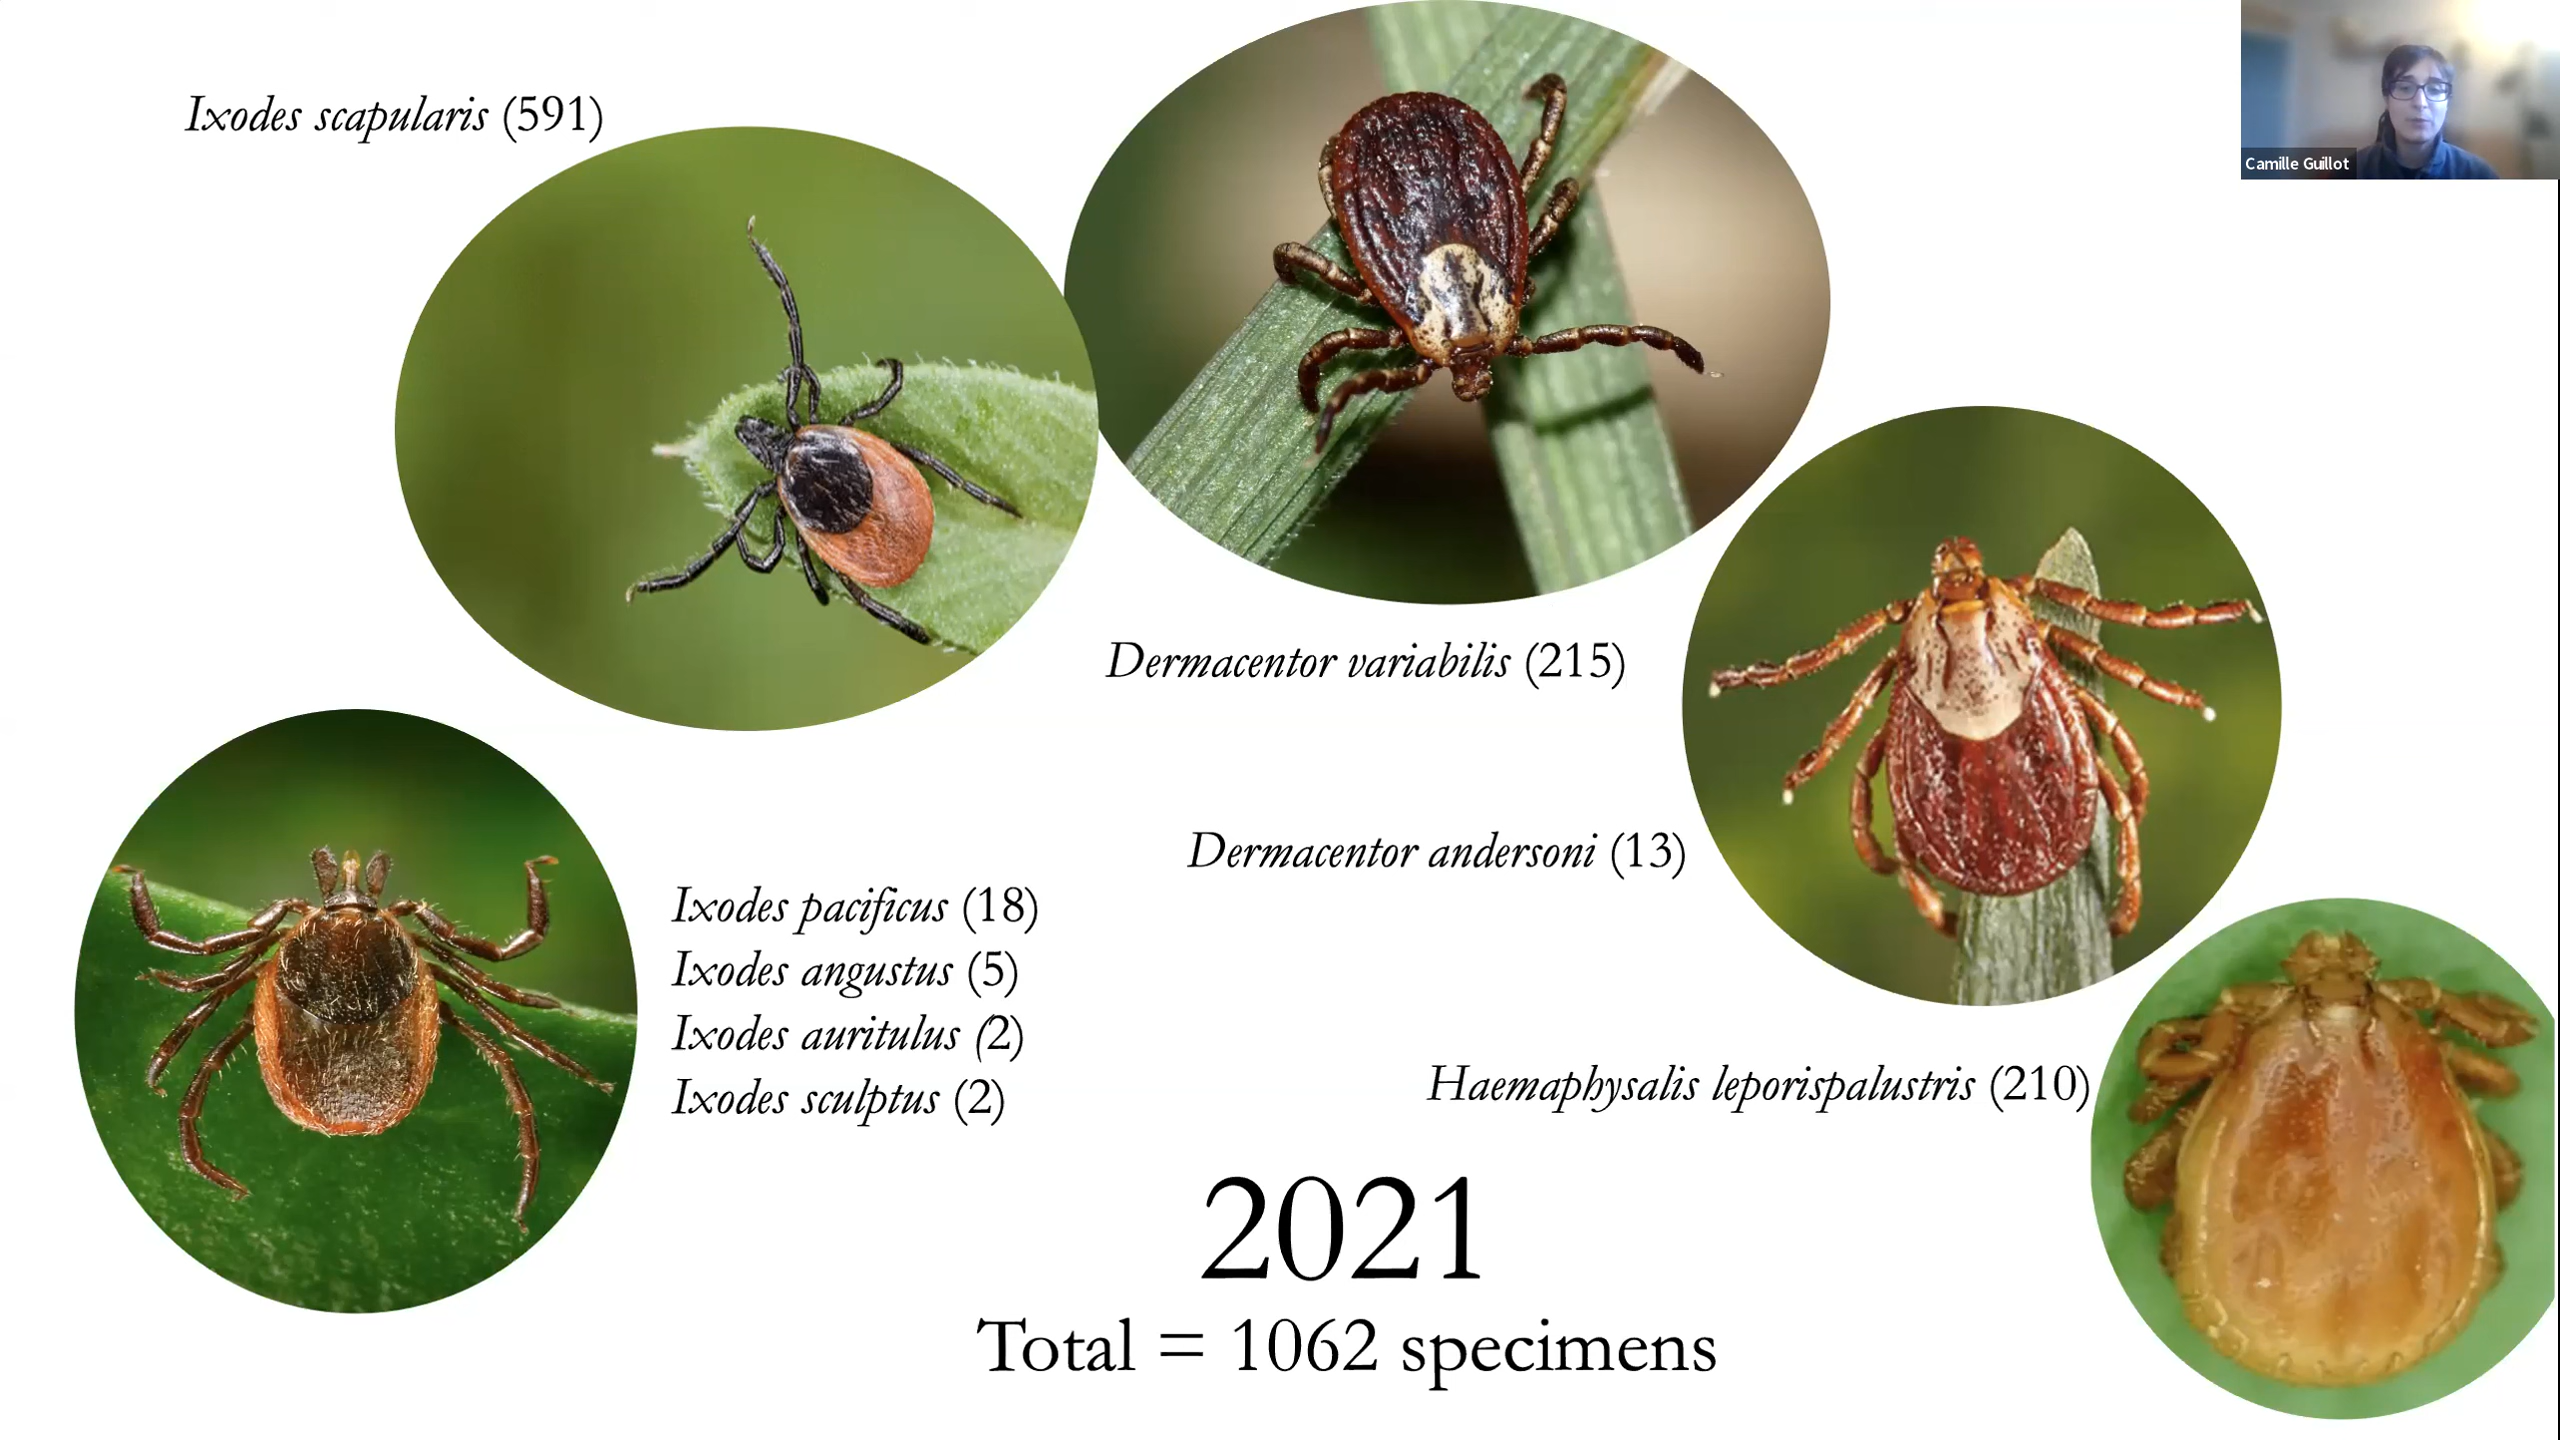 Ixodes scapularis (591)
Camille Guillot
Dermacentor variabilis (215)
Dermacentor andersoni (13)
Ixodes pacificus (18)
Ixodes angustus (5)
Ixodes auritulus (2)
Ixodes sculptus (2)
Haemaphysalis leporispalustris (210)
2021
Total = 1062 specimens